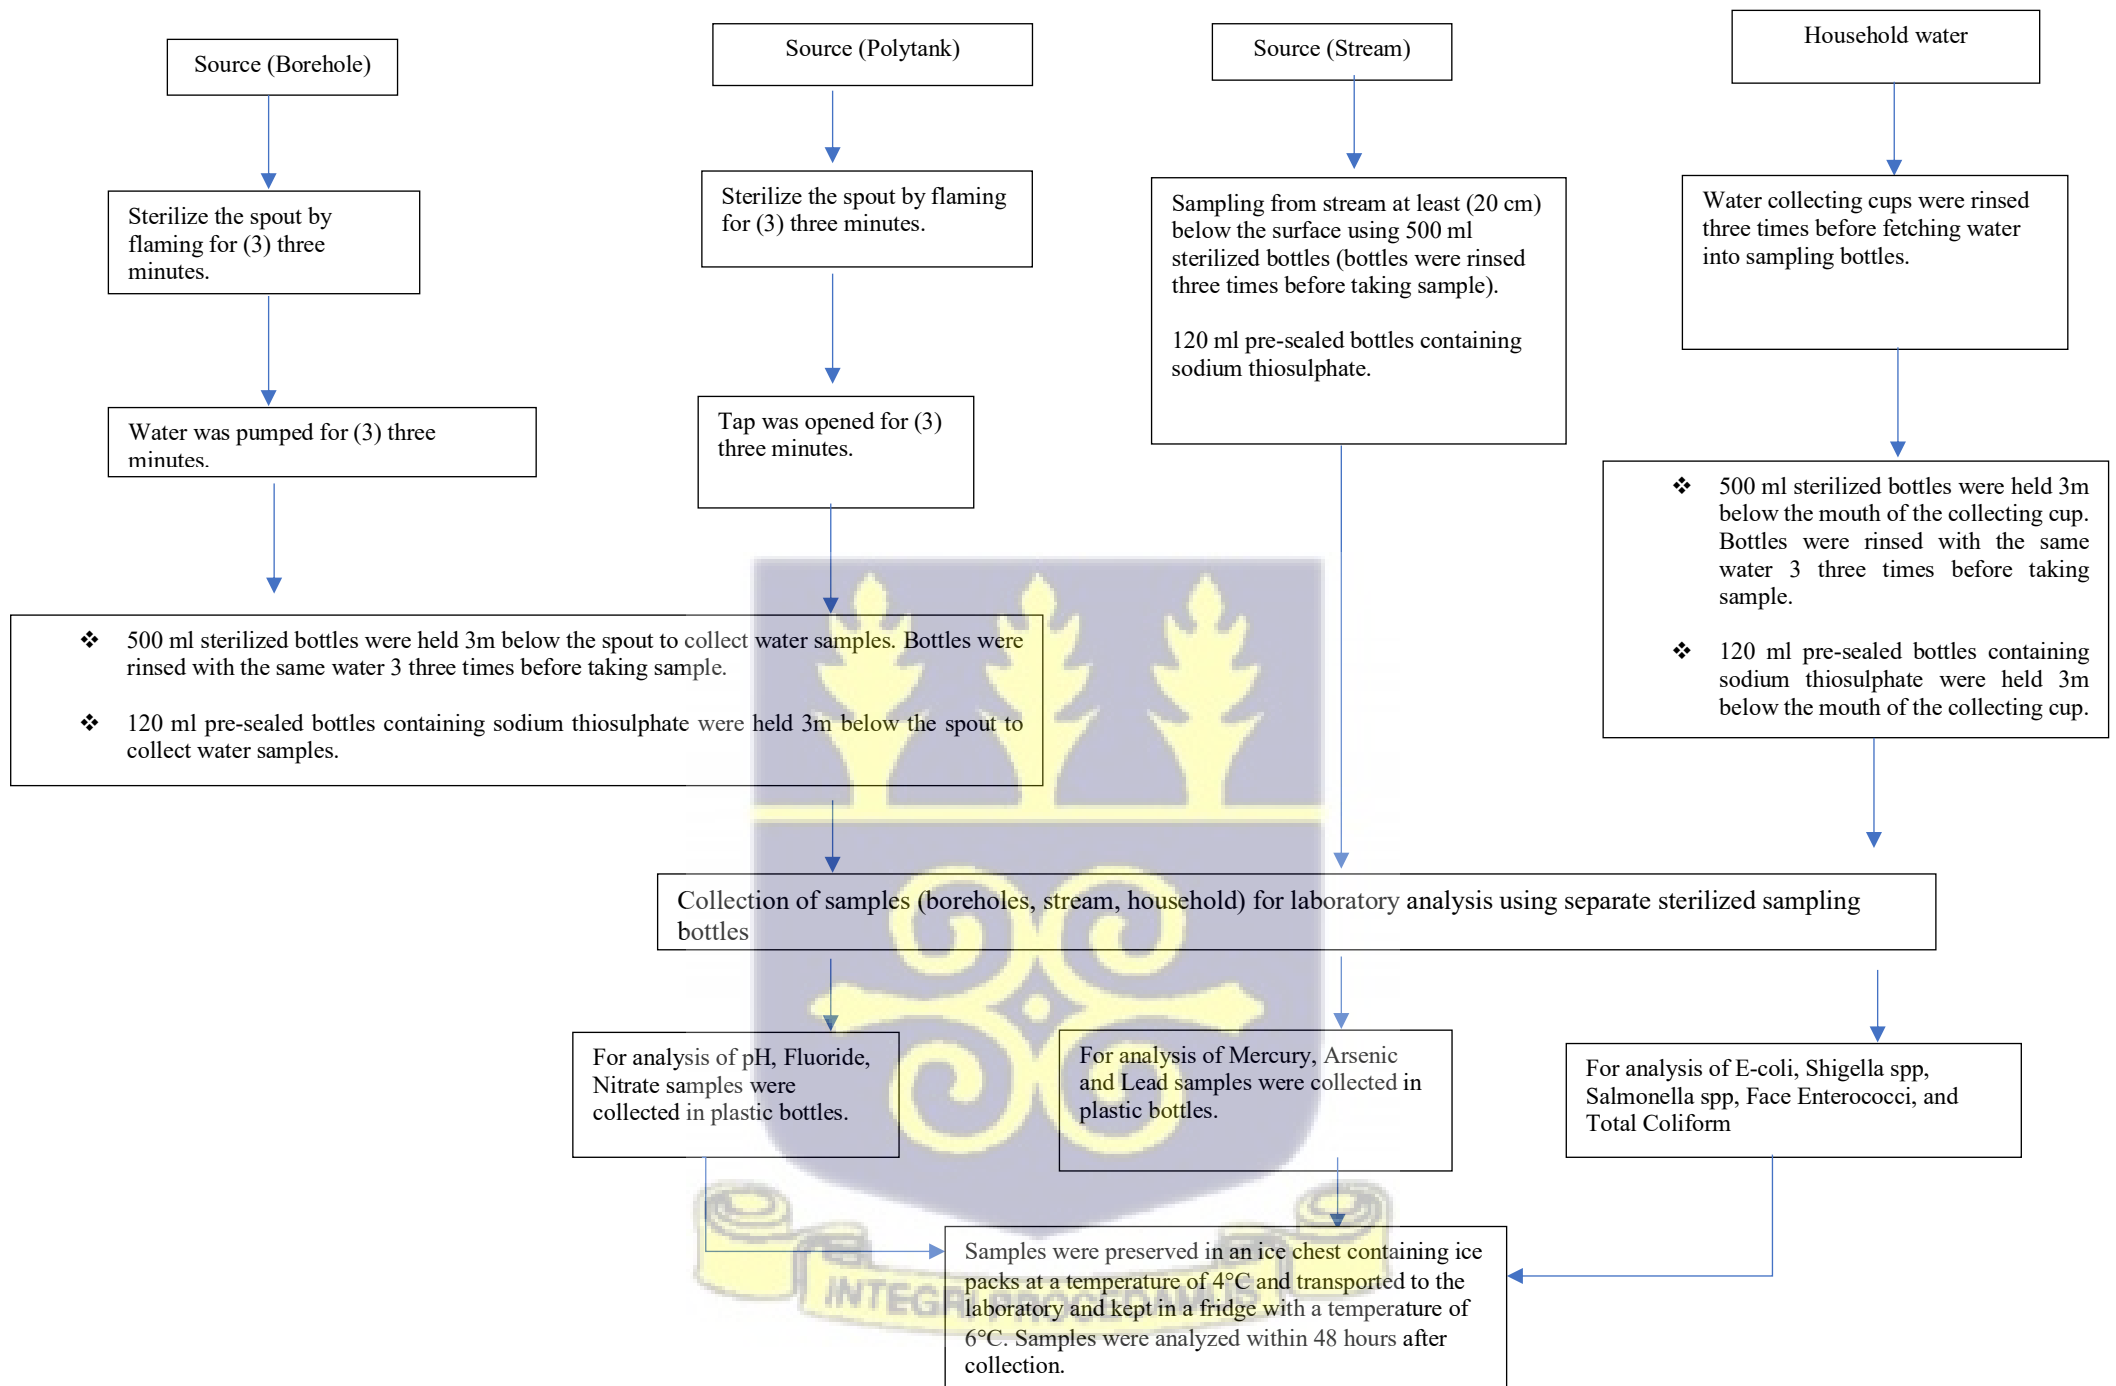 Source (Borehole)
Source (Polytank)
Source (Stream)
Household water
Sterilize the spout by
flaming for (3) three
minutes.
Sterilize the spout by flaming
for (3) three minutes.
Sampling from stream at least (20 cm)
below the surface using 500 ml
sterilized bottles (bottles were rinsed
three times before taking sample).
120 ml pre-sealed bottles containing
sodium thiosulphate.
Water collecting cups were rinsed
three times before fetching water
into sampling bottles.
Water was pumped for (3) three
minutes.
Tap was opened for (3)
three minutes.
❖ 500 ml sterilized bottles were held 3m
below the mouth of the collecting cup.
Bottles were rinsed with the same
water 3 three times before taking
sample.
❖ 120 ml pre-sealed bottles containing
sodium thiosulphate were held 3m
below the mouth of the collecting cup.
❖ 500 ml sterilized bottles were held 3m below the spout to collect water samples. Bottles were
rinsed with the same water 3 three times before taking sample.
❖ 120 ml pre-sealed bottles containing sodium thiosulphate were held 3m below the spout to
collect water samples.
Collection of samples (boreholes, stream, household) for laboratory analysis using separate sterilized sampling
bottles
For analysis of pH, Fluoride,
Nitrate samples were
collected in plastic bottles.
For analysis of Mercury, Arsenic
and Lead samples were collected in
plastic bottles.
For analysis of E-coli, Shigella spp,
Salmonella spp, Face Enterococci, and
Total Coliform
Samples were preserved in an ice chest containing ice
packs at a temperature of 4°C and transported to the
laboratory and kept in a fridge with a temperature of
6°C. Samples were analyzed within 48 hours after
collection.
INTEGRI PROCEDAMUS